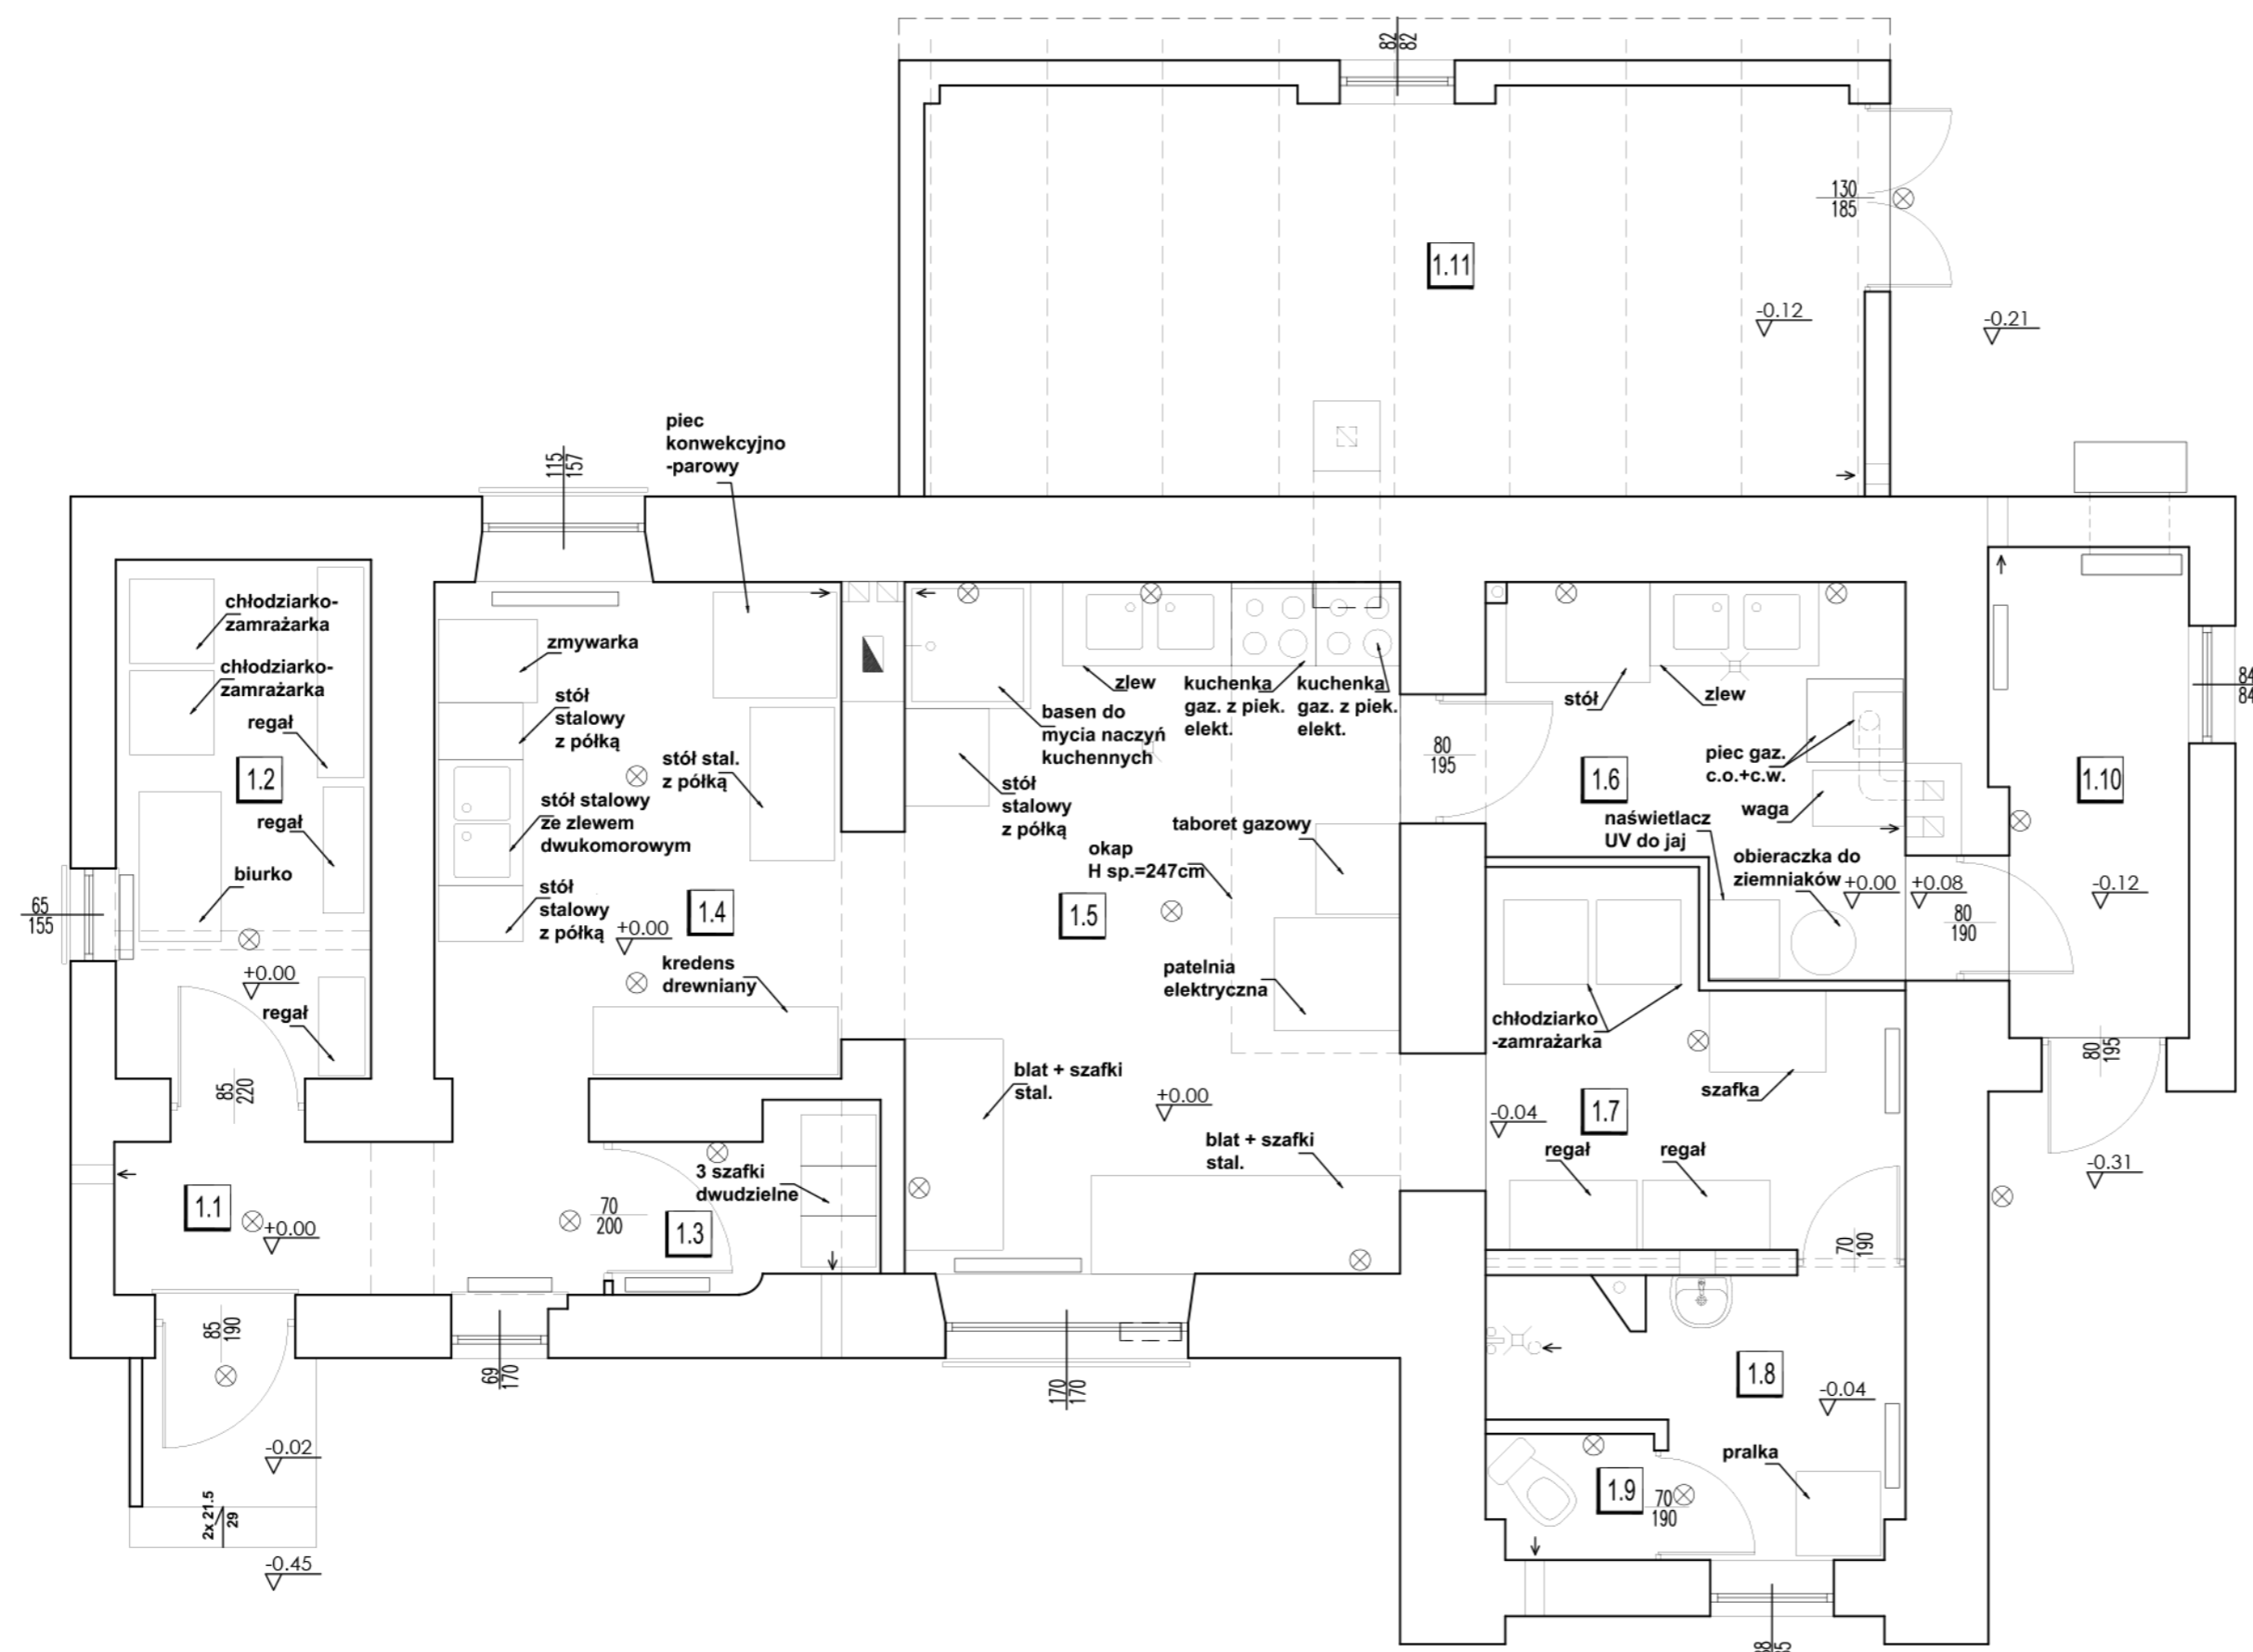 82
82
130
185
1.11
-0.12
-0.21
piec
konwekcyjno
-parowy
115
157
chłodziarko-
zamrażarka
chłodziarko-
zamrażarka
regał
1.2
regał
biurko
65
155
+0.00
regał
85
220
zmywarka
stół
stalowy
z półką
stół stal.
z półką
stół stalowy
ze zlewem
dwukomorowym
stół
stalowy
z półką
1.4
+0.00
kredens
drewniany
zlew
basen do
mycia naczyń
kuchennych
kuchenka
gaz. z piek.
elekt.
kuchenka
gaz. z piek.
elekt.
stół
stalowy
z półką
taboret gazowy
okap
H sp.=247cm
1.5
patelnia
elektryczna
blat + szafki
stal.
+0.00
blat + szafki
stal.
80
195
stół
zlew
1.6
piec gaz.
c.o.+c.w.
waga
naświetlacz
UV do jaj
obieraczka do
ziemniaków
+0.00
+0.08
80
190
1.10
84
84
-0.12
80
195
-0.31
chłodziarko
-zamrażarka
szafka
-0.04
1.7
regał
regał
70
190
1.1
+0.00
70
200
3 szafki
dwudzielne
1.3
85
190
69
170
170
170
-0.02
2x 21.5
29
-0.45
1.8
-0.04
pralka
1.9
70
190